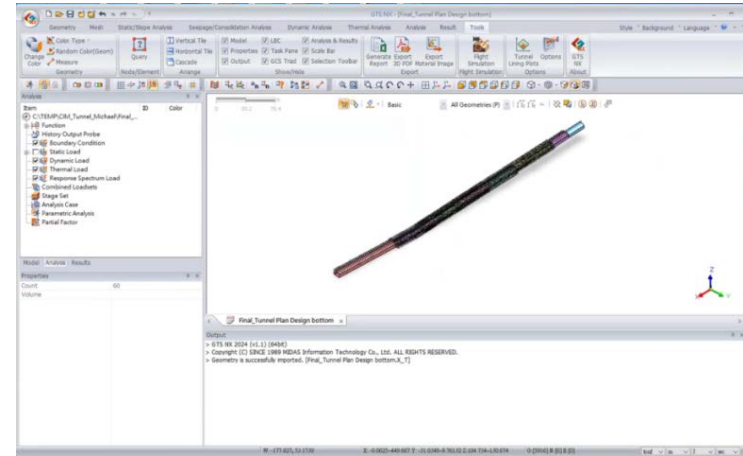 GTS NX - [Final_Tunnel Plan Design bottom]
Geometry Mesh Static/Slope Analysis Seepage/Consolidation Analysis Dynamic Analysis Thermal Analysis Analysis Result Tools Style Background Language
Change Color
Color Type
Random Color(Geom)
Measure
Geometry
Query
Node/Element
Vertical Tile
Horizontal Tile
Cascade
Arrange
Model LBC Analysis & Results
Properties Task Pane Scale Bar
Output GCS Triad Selection Toolbar
Show/Hide
Generate Report
Export 3D PDF
Export Material Image
Export
Flight Simulation
Flight Simulation
Tunnel Lining Plots
Options
Options
GTS NX
About
Basic
All Geometries (P)
Analysis
Item ID Color
C:\TEMP\CIM_Tunnel_Michael\Final_...
Function
History Output Probe
Boundary Condition
Static Load
Dynamic Load
Thermal Load
Response Spectrum Load
Combined Loadsets
Stage Set
Analysis Case
Parametric Analysis
Partial Factor
Model Analysis Results
Properties
Count 60
Volume
Z
Final_Tunnel Plan Design bottom
Output
> GTS NX 2024 (v1.1) (64bit)
> Copyright (C) SINCE 1989 MIDAS Information Technology Co., Ltd. ALL RIGHTS RESERVED.
> Geometry is successfully imported. [Final_Tunnel Plan Design bottom.X_T]